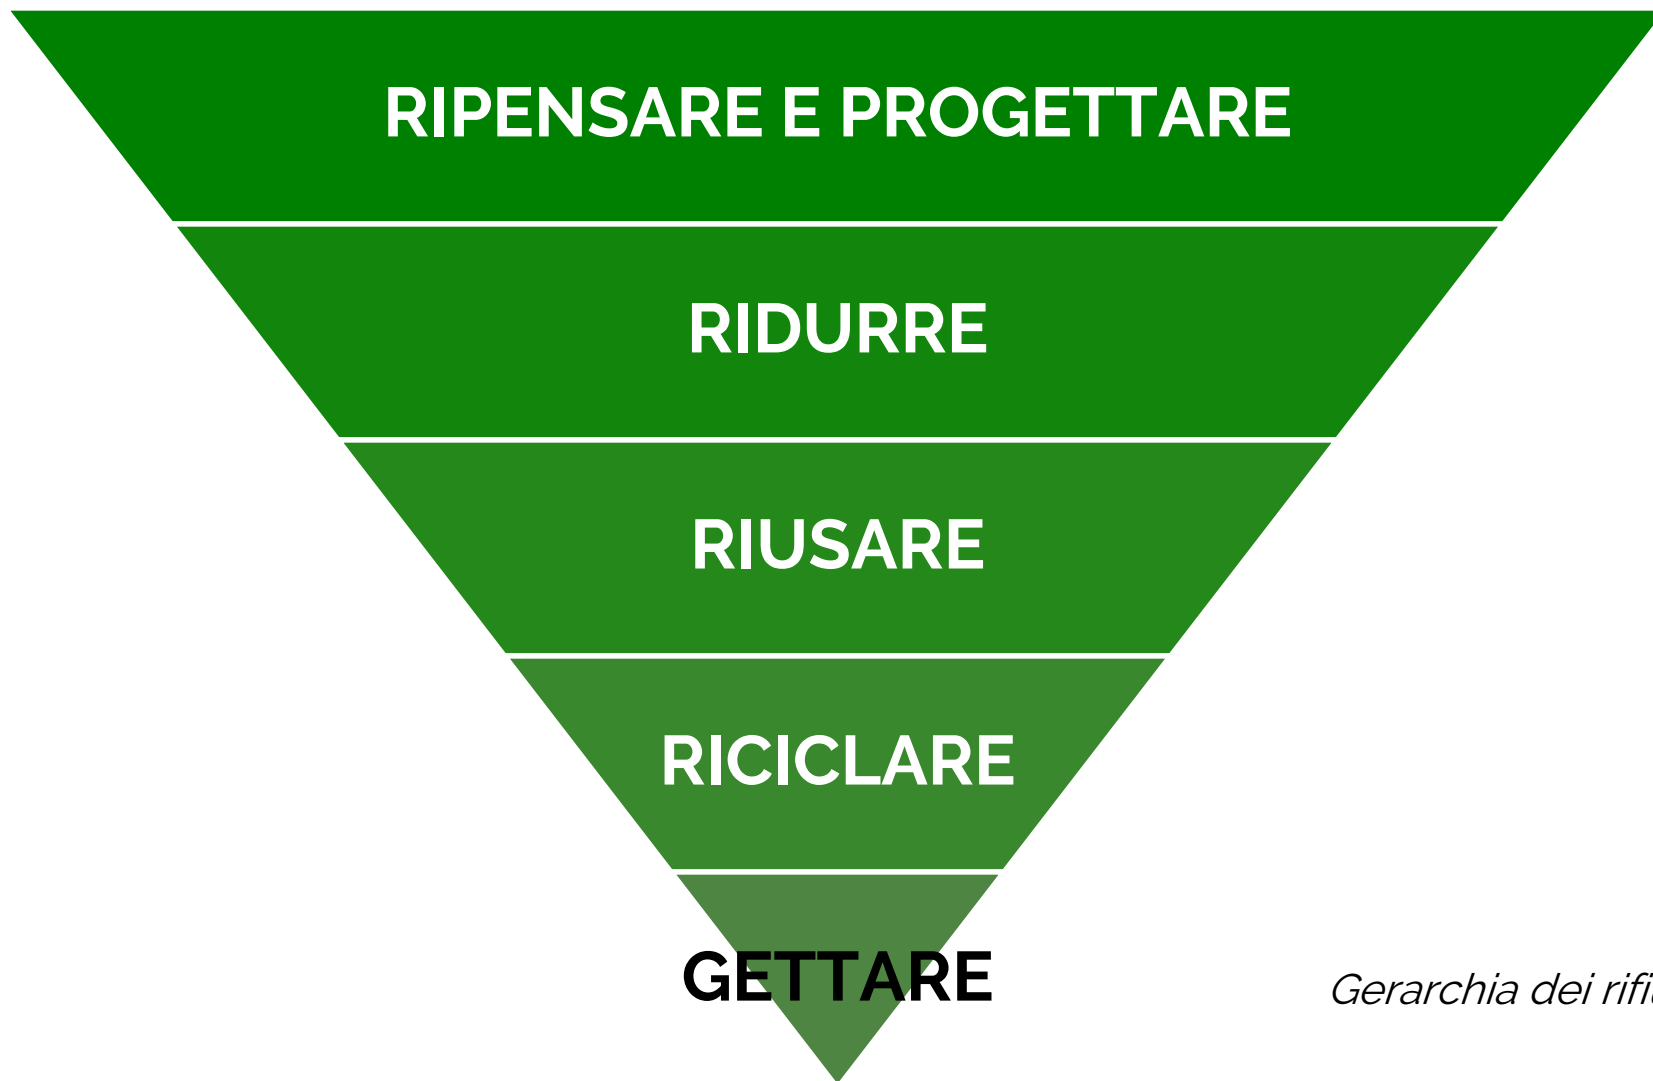 RIPENSARE E PROGETTARE
RIDURRE
RIUSARE
RICICLARE
GETTARE
Gerarchia dei